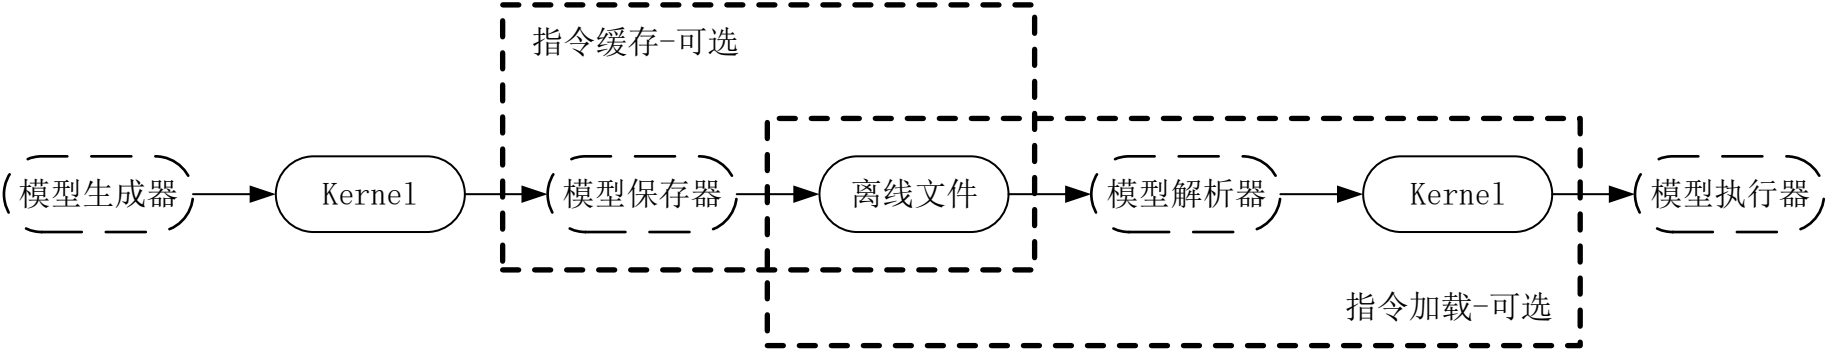 指令缓存-可选
模型生成器
Kernel
模型保存器
离线文件
模型解析器
Kernel
模型执行器
指令加载-可选